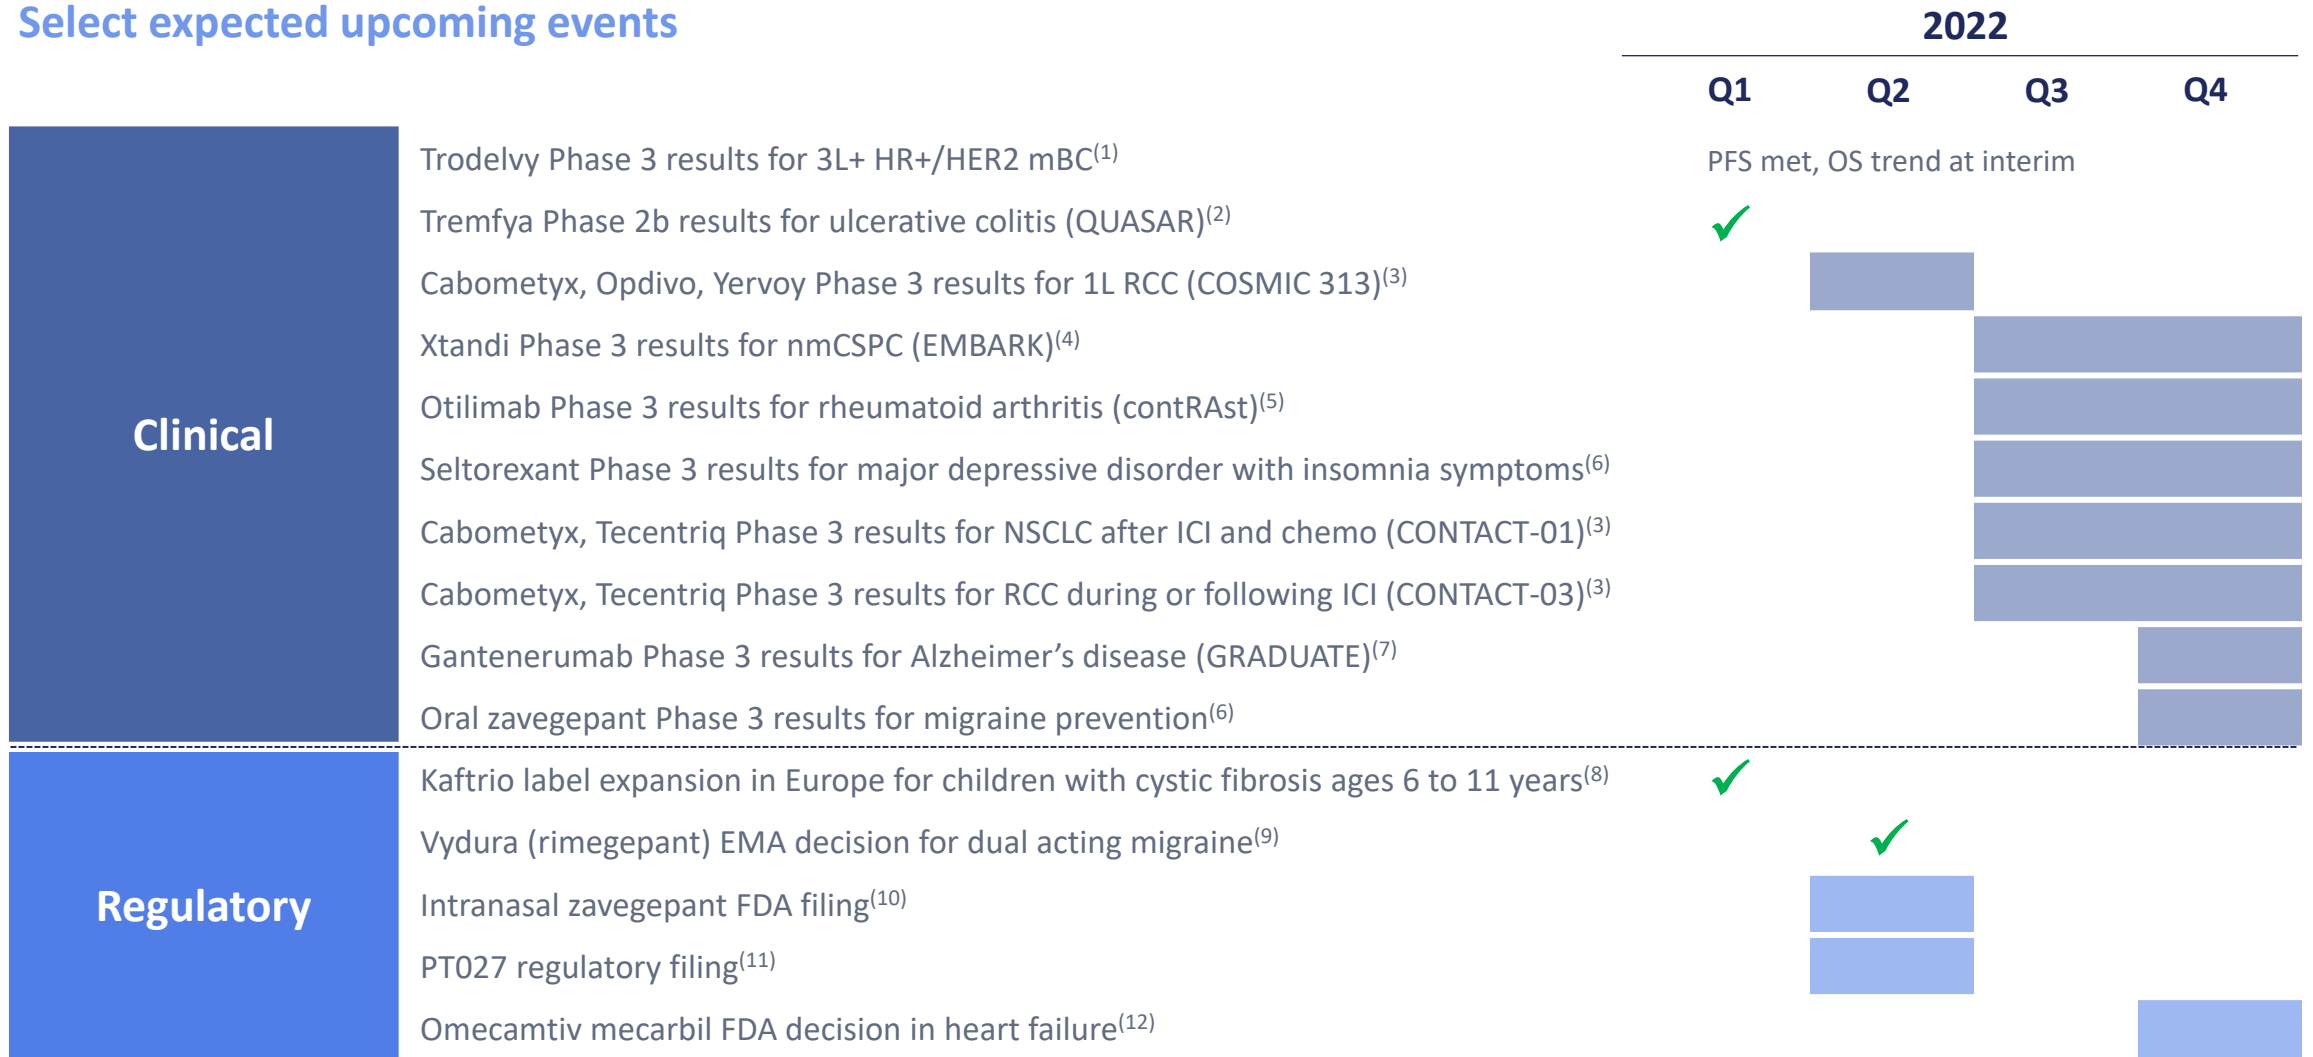 Select expected upcoming events
2022
Q1 Q2 Q3 Q4
Clinical
Trodelvy Phase 3 results for 3L+ HR+/HER2 mBC(1) PFS met, OS trend at interim
Tremfya Phase 2b results for ulcerative colitis (QUASAR)(2)
Cabometyx, Opdivo, Yervoy Phase 3 results for 1L RCC (COSMIC 313)(3)
Xtandi Phase 3 results for nmCSPC (EMBARK)(4)
Otilimab Phase 3 results for rheumatoid arthritis (contRAst)(5)
Seltorexant Phase 3 results for major depressive disorder with insomnia symptoms(6)
Cabometyx, Tecentriq Phase 3 results for NSCLC after ICI and chemo (CONTACT-01)(3)
Cabometyx, Tecentriq Phase 3 results for RCC during or following ICI (CONTACT-03)(3)
Gantenerumab Phase 3 results for Alzheimer’s disease (GRADUATE)(7)
Oral zavegepant Phase 3 results for migraine prevention(6)
Regulatory
Kaftrio label expansion in Europe for children with cystic fibrosis ages 6 to 11 years(8)
Vydura (rimegepant) EMA decision for dual acting migraine(9)
Intranasal zavegepant FDA filing(10)
PT027 regulatory filing(11)
Omecamtiv mecarbil FDA decision in heart failure(12)